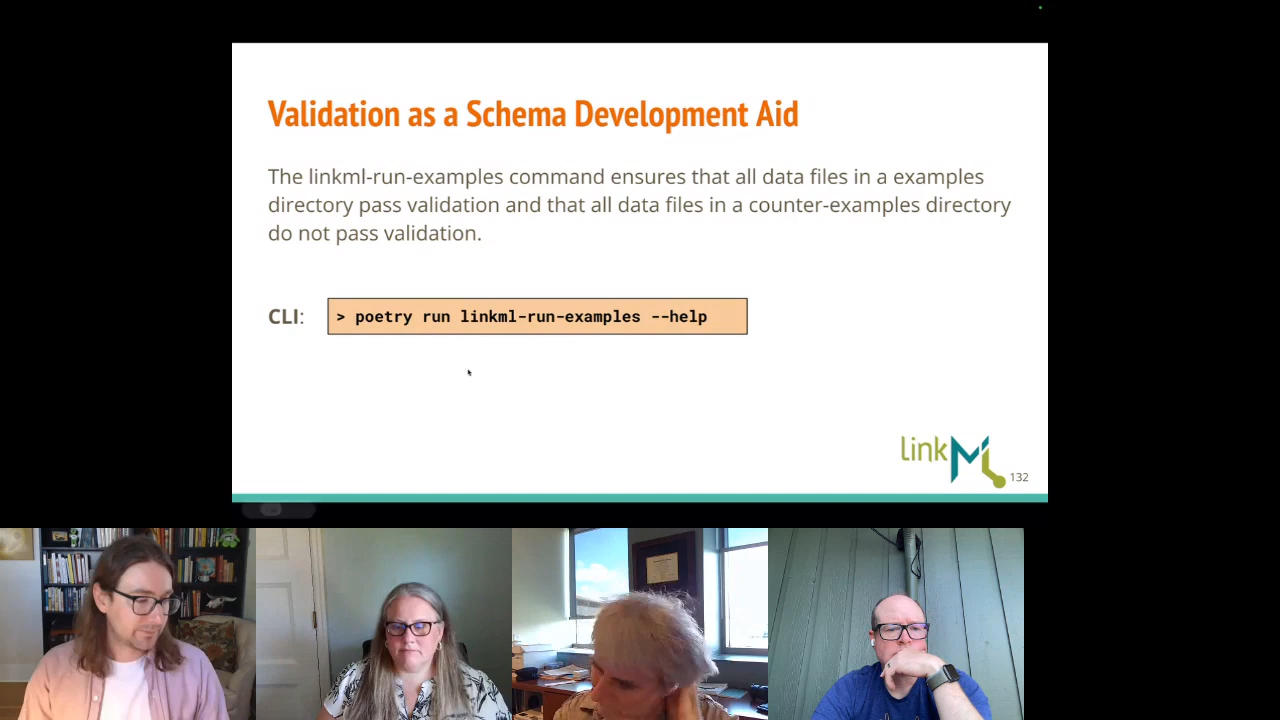 Validation as a Schema Development Aid
The linkml-run-examples command ensures that all data files in a examples
directory pass validation and that all data files in a counter-examples directory
do not pass validation.
CLI: > poetry run linkml-run-examples --help
linkML
132